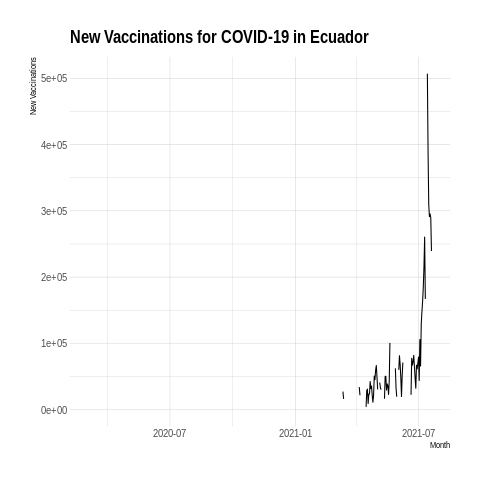 New Vaccinations for COVID-19 in Ecuador
New Vaccinations
5e+05
4e+05
3e+05
2e+05
1e+05
0e+00
2020-07
2021-01
2021-07
Month